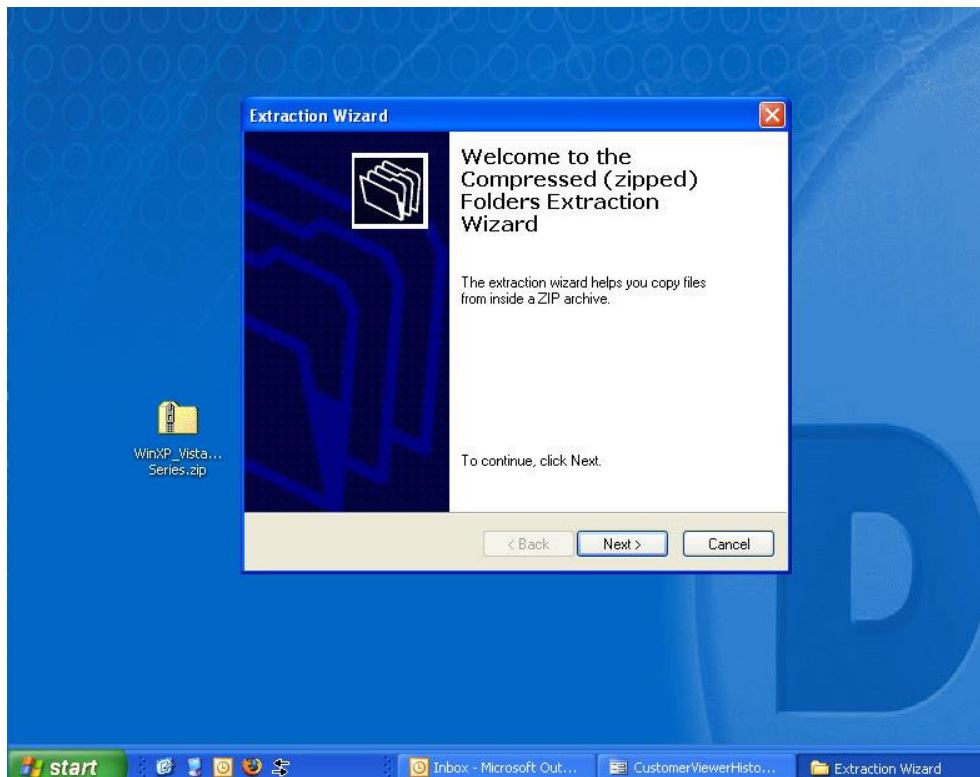 Extraction Wizard
Welcome to the
Compressed (zipped)
Folders Extraction
Wizard
The extraction wizard helps you copy files
from inside a ZIP archive.
WinXP_Vista...
Series.zip
To continue, click Next.
< Back Next > Cancel
D
start Inbox - Microsoft Out... CustomerViewerHisto... Extraction Wizard